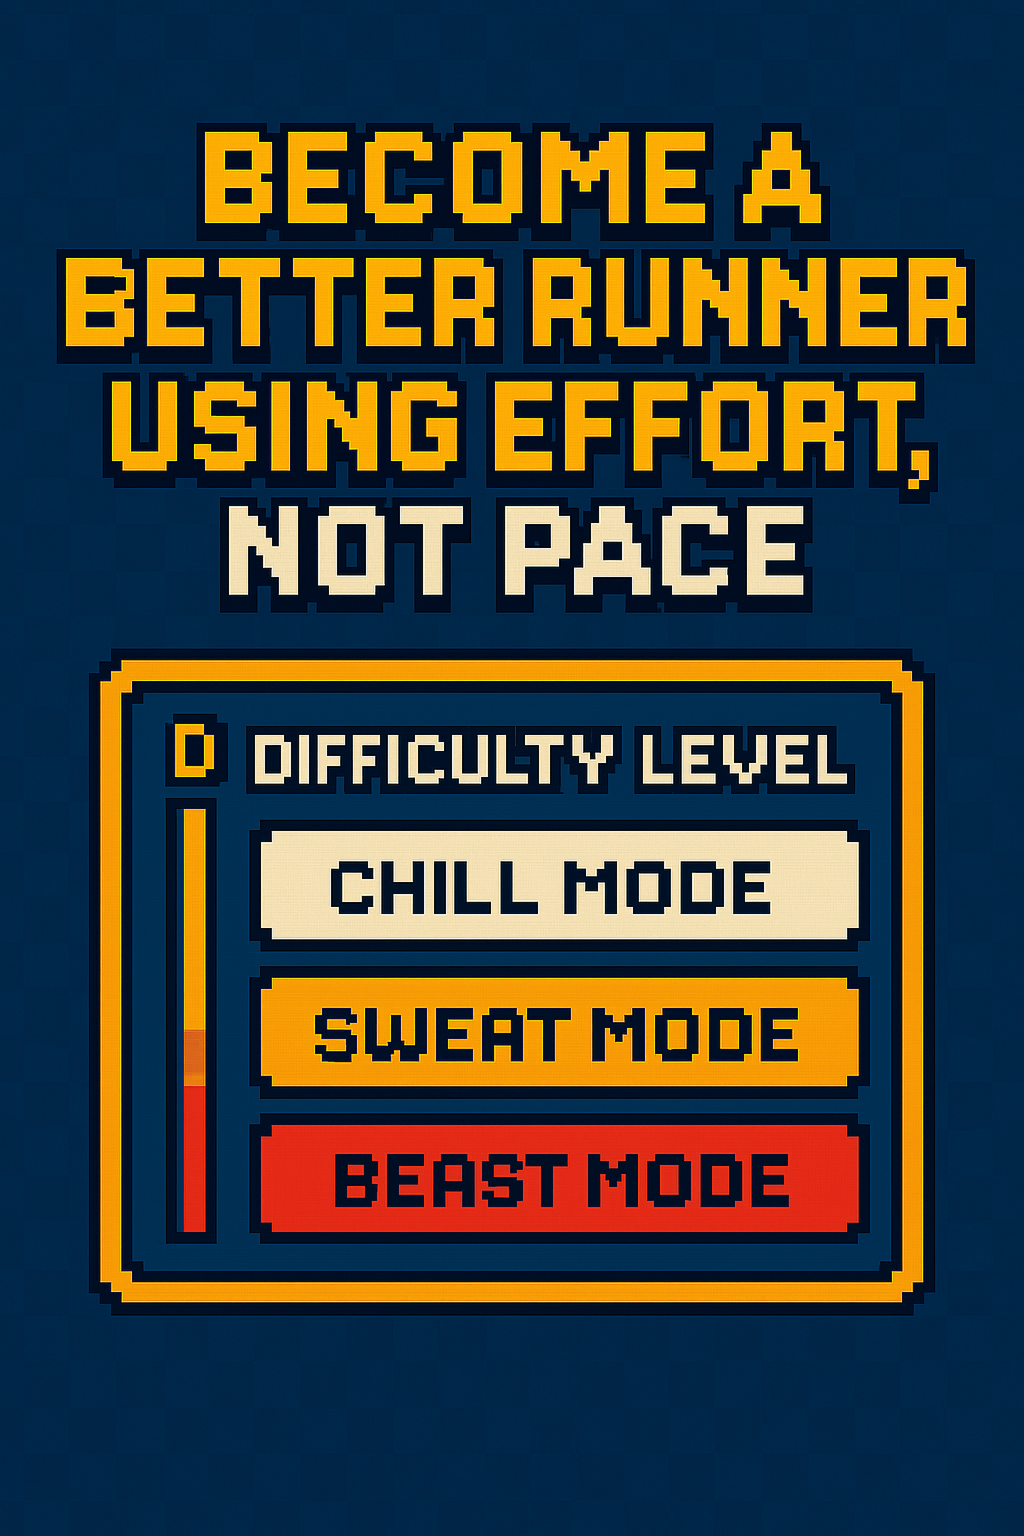 BECOME A
BETTER RUNNER
USING EFFORT,
NOT PACE
D DIFFICULTY LEVEL
CHILL MODE
SWEAT MODE
BEAST MODE